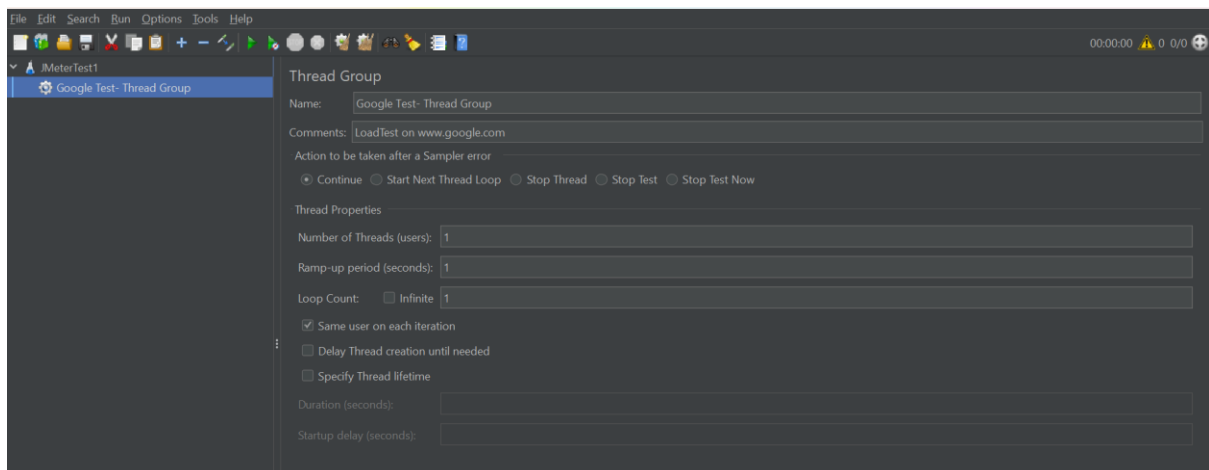 File Edit Search Run Options Tools Help
00:00:00 0 0/0
JMeterTest1
Google Test- Thread Group
Thread Group
Name: Google Test- Thread Group
Comments: LoadTest on www.google.com
Action to be taken after a Sampler error
Continue Start Next Thread Loop Stop Thread Stop Test Stop Test Now
Thread Properties
Number of Threads (users): 1
Ramp-up period (seconds): 1
Loop Count: Infinite 1
Same user on each iteration
Delay Thread creation until needed
Specify Thread lifetime
Duration (seconds):
Startup delay (seconds):